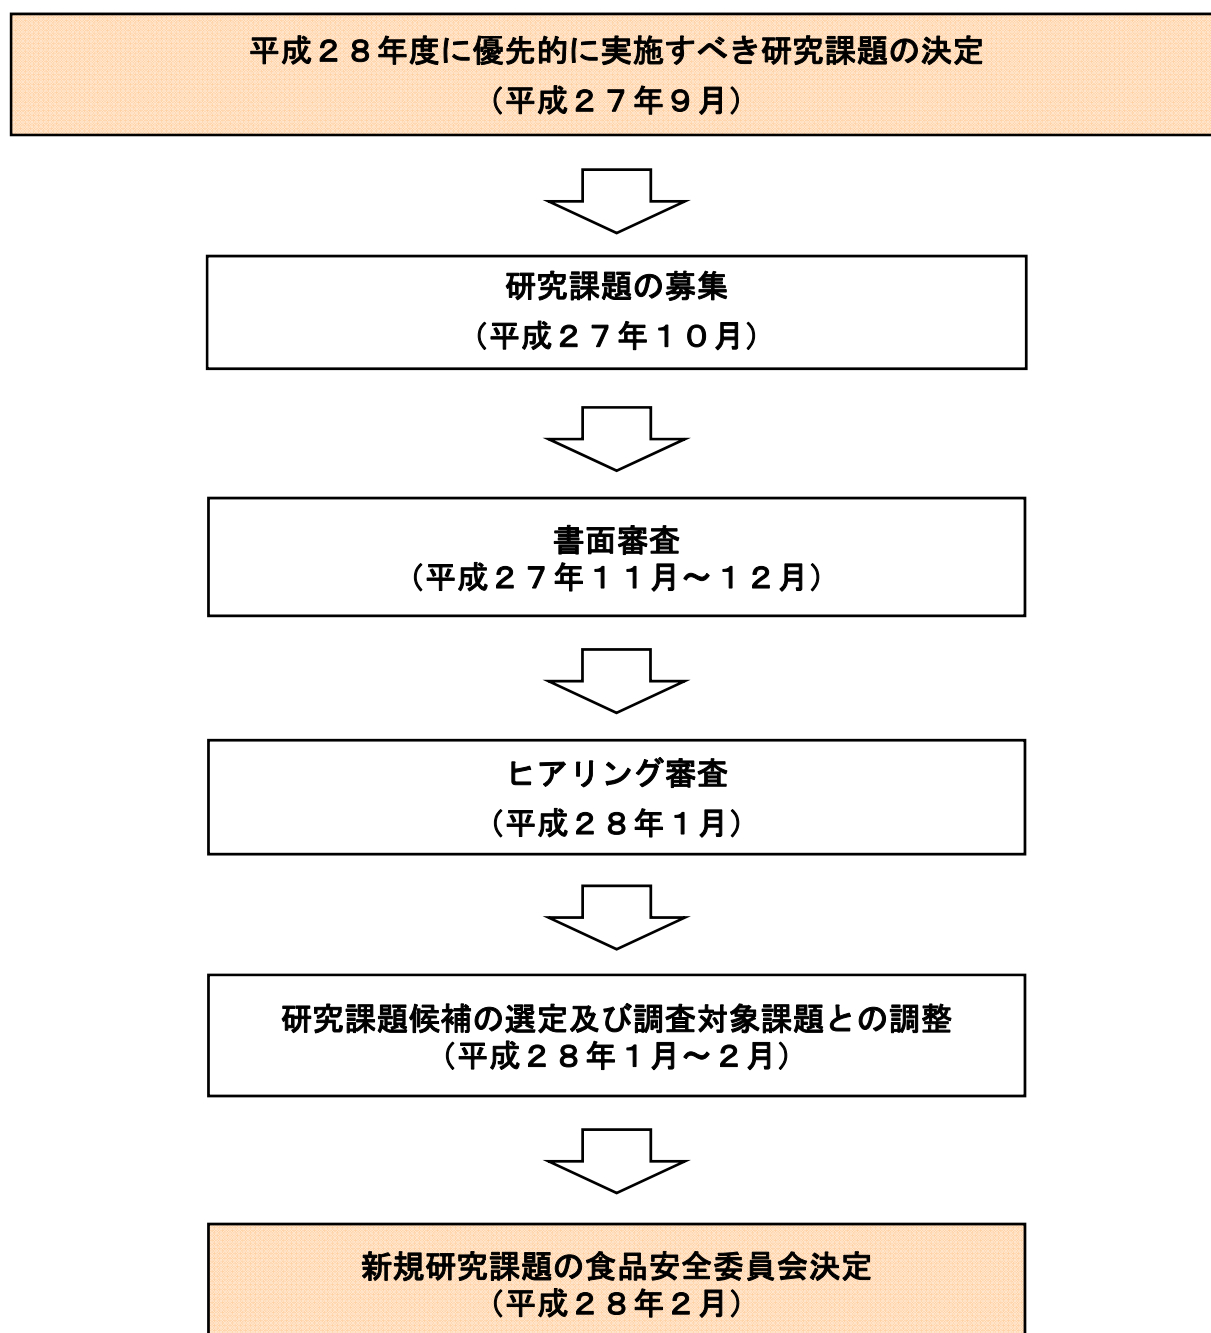 平成２８年度に優先的に実施すべき研究課題の決定
（平成２７年９月）
研究課題の募集
（平成２７年１０月）
書面審査
（平成２７年１１月～１２月）
ヒアリング審査
（平成２８年１月）
研究課題候補の選定及び調査対象課題との調整
（平成２８年１月～２月）
新規研究課題の食品安全委員会決定
（平成２８年２月）